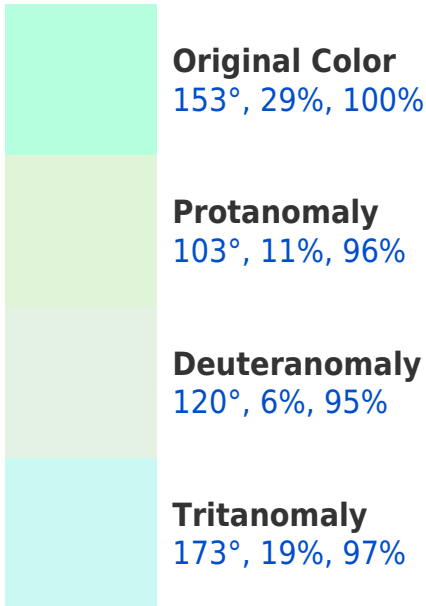 Original Color
153°, 29%, 100%
Protanomaly
103°, 11%, 96%
Deuteranomaly
120°, 6%, 95%
Tritanomaly
173°, 19%, 97%